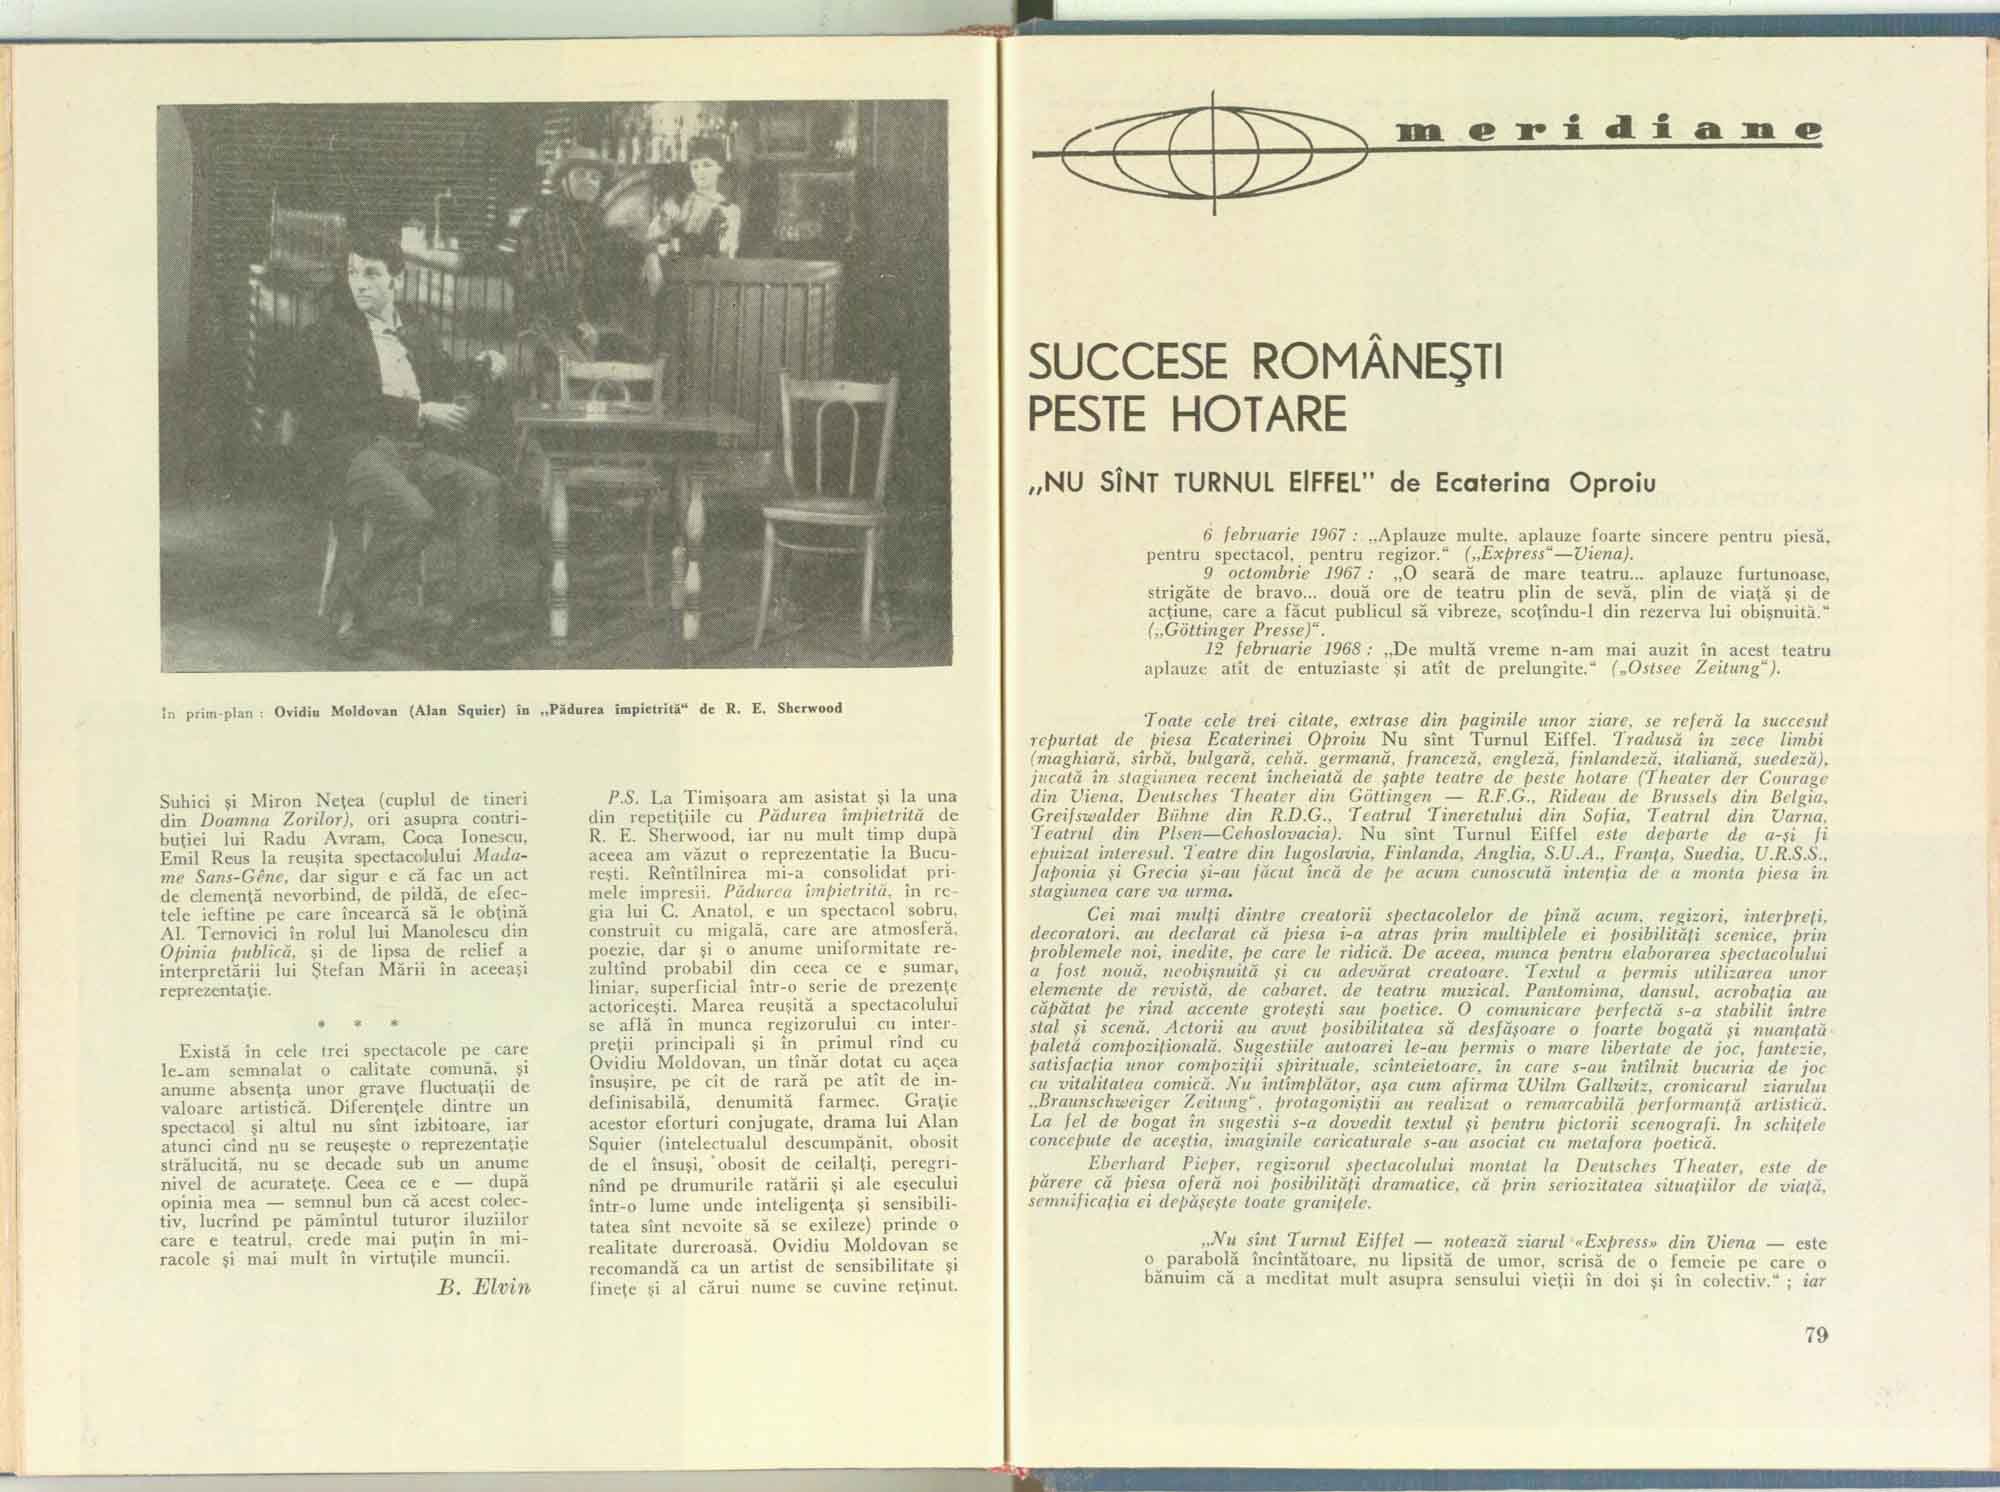 În prim-plan : Ovidiu Moldovan (Alan Squier) în „Pădurea împietrită“ de R. E. Sherwood
Suhici și Miron Nețea (cuplul de tineri
din Doamna Zorilor), ori asupra contri-
buției lui Radu Avram, Coca Ionescu,
Emil Reus la reușita spectacolului Mada-
me Sans-Gêne, dar sigur e că fac un act
de clemență nevorbind, de pildă, de efec-
tele ieftine pe care încearcă să le obțină
Al. Ternovici în rolul lui Manolescu din
Opinia publică, și de lipsa de relief a
interpretării lui Ștefan Mării în aceeași
reprezentație.
* * *
Există în cele trei spectacole pe care
le-am semnalat o calitate comună, și
anume absența unor grave fluctuații de
valoare artistică. Diferențele dintre un
spectacol și altul nu sînt izbitoare, iar
atunci cînd nu se reușește o reprezentație
strălucită, nu se decade sub un anume
nivel de acuratețe. Ceea ce e — după
opinia mea — semnul bun că acest colec-
tiv, lucrînd pe pămîntul tuturor iluziilor
care e teatrul, crede mai puțin în mi-
racole și mai mult în virtuțile muncii.
B. Elvin
P.S. La Timișoara am asistat și la una
din repetițiile cu Pădurea împietrită de
R. E. Sherwood, iar nu mult timp după
aceea am văzut o reprezentație la Bucu-
rești. Reîntîlnirea mi-a consolidat pri-
mele impresii. Pădurea împietrită, în re-
gia lui C. Anatol, e un spectacol sobru,
construit cu migală, care are atmosferă,
poezie, dar și o anume uniformitate re-
zultînd probabil din ceea ce e sumar,
liniar, superficial într-o serie de prezențe
actoricești. Marea reușită a spectacolului
se află în munca regizorului cu inter-
preții principali și în primul rînd cu
Ovidiu Moldovan, un tînăr dotat cu acea
însușire, pe cît de rară pe atît de in-
definisabilă, denumită farmec. Grație
acestor eforturi conjugate, drama lui Alan
Squier (intelectualul descumpănit, obosit
de el însuși, obosit de ceilalți, peregri-
nînd pe drumurile ratării și ale eșecului
într-o lume unde inteligența și sensibili-
tatea sînt nevoite să se exileze) prinde o
realitate dureroasă. Ovidiu Moldovan se
recomandă ca un artist de sensibilitate și
finețe și al cărui nume se cuvine reținut.
meridiane
SUCCESE ROMÂNEȘTI
PESTE HOTARE
„NU SÎNT TURNUL EIFFEL” de Ecaterina Oproiu
6 februarie 1967 : „Aplauze multe, aplauze foarte sincere pentru piesă,
pentru spectacol, pentru regizor.“ („Express“—Viena).
9 octombrie 1967 : „O seară de mare teatru... aplauze furtunoase,
strigăte de bravo... două ore de teatru plin de sevă, plin de viață și de
acțiune, care a făcut publicul să vibreze, scoțîndu-l din rezerva lui obișnuită.“
(„Göttinger Presse)“.
12 februarie 1968 : „De multă vreme n-am mai auzit în acest teatru
aplauze atît de entuziaste și atît de prelungite.“ („Ostsee Zeitung“).
Toate cele trei citate, extrase din paginile unor ziare, se referă la succesul
repurtat de piesa Ecaterinei Oproiu Nu sînt Turnul Eiffel. Tradusă în zece limbi
(maghiară, sîrbă, bulgară, cehă, germană, franceză, engleză, finlandeză, italiană, suedeză),
jucată în stagiunea recent încheiată de șapte teatre de peste hotare (Theater der Courage
din Viena, Deutsches Theater din Göttingen — R.F.G., Rideau de Brussels din Belgia,
Greifswalder Bühne din R.D.G., Teatrul Tineretului din Sofia, Teatrul din Varna,
Teatrul din Plsen—Cehoslovacia). Nu sînt Turnul Eiffel este departe de a-și fi
epuizat interesul. Teatre din Iugoslavia, Finlanda, Anglia, S.U.A., Franța, Suedia, U.R.S.S.,
Japonia și Grecia și-au făcut încă de pe acum cunoscută intenția de a monta piesa în
stagiunea care va urma.
Cei mai mulți dintre creatorii spectacolelor de pînă acum, regizori, interpreți,
decoratori, au declarat că piesa i-a atras prin multiplele ei posibilități scenice, prin
problemele noi, inedite, pe care le ridică. De aceea, munca pentru elaborarea spectacolului
a fost nouă, neobișnuită și cu adevărat creatoare. Textul a permis utilizarea unor
elemente de revistă, de cabaret, de teatru muzical. Pantomima, dansul, acrobația au
căpătat pe rînd accente grotești sau poetice. O comunicare perfectă s-a stabilit între
stal și scenă. Actorii au avut posibilitatea să desfășoare o foarte bogată și nuanțată
paletă compozițională. Sugestiile autoarei le-au permis o mare libertate de joc, fantezie,
satisfacția unor compoziții spirituale, scînteietoare, în care s-au întîlnit bucuria de joc
cu vitalitatea comică. Nu întîmplător, așa cum afirma Wilm Gallwitz, cronicarul ziarului
„Braunschweiger Zeitung“, protagoniștii au realizat o remarcabilă performanță artistică.
La fel de bogat în sugestii s-a dovedit textul și pentru pictorii scenografi. În schițele
concepute de aceștia, imaginile caricaturale s-au asociat cu metafora poetică.
Eberhard Pieper, regizorul spectacolului montat la Deutsches Theater, este de
părere că piesa oferă noi posibilități dramatice, că prin seriozitatea situațiilor de viață,
semnificația ei depășește toate granițele.
„Nu sînt Turnul Eiffel — notează ziarul «Express» din Viena — este
o parabolă încîntătoare, nu lipsită de umor, scrisă de o femeie pe care o
bănuim că a meditat mult asupra sensului vieții în doi și în colectiv.“ ; iar
79